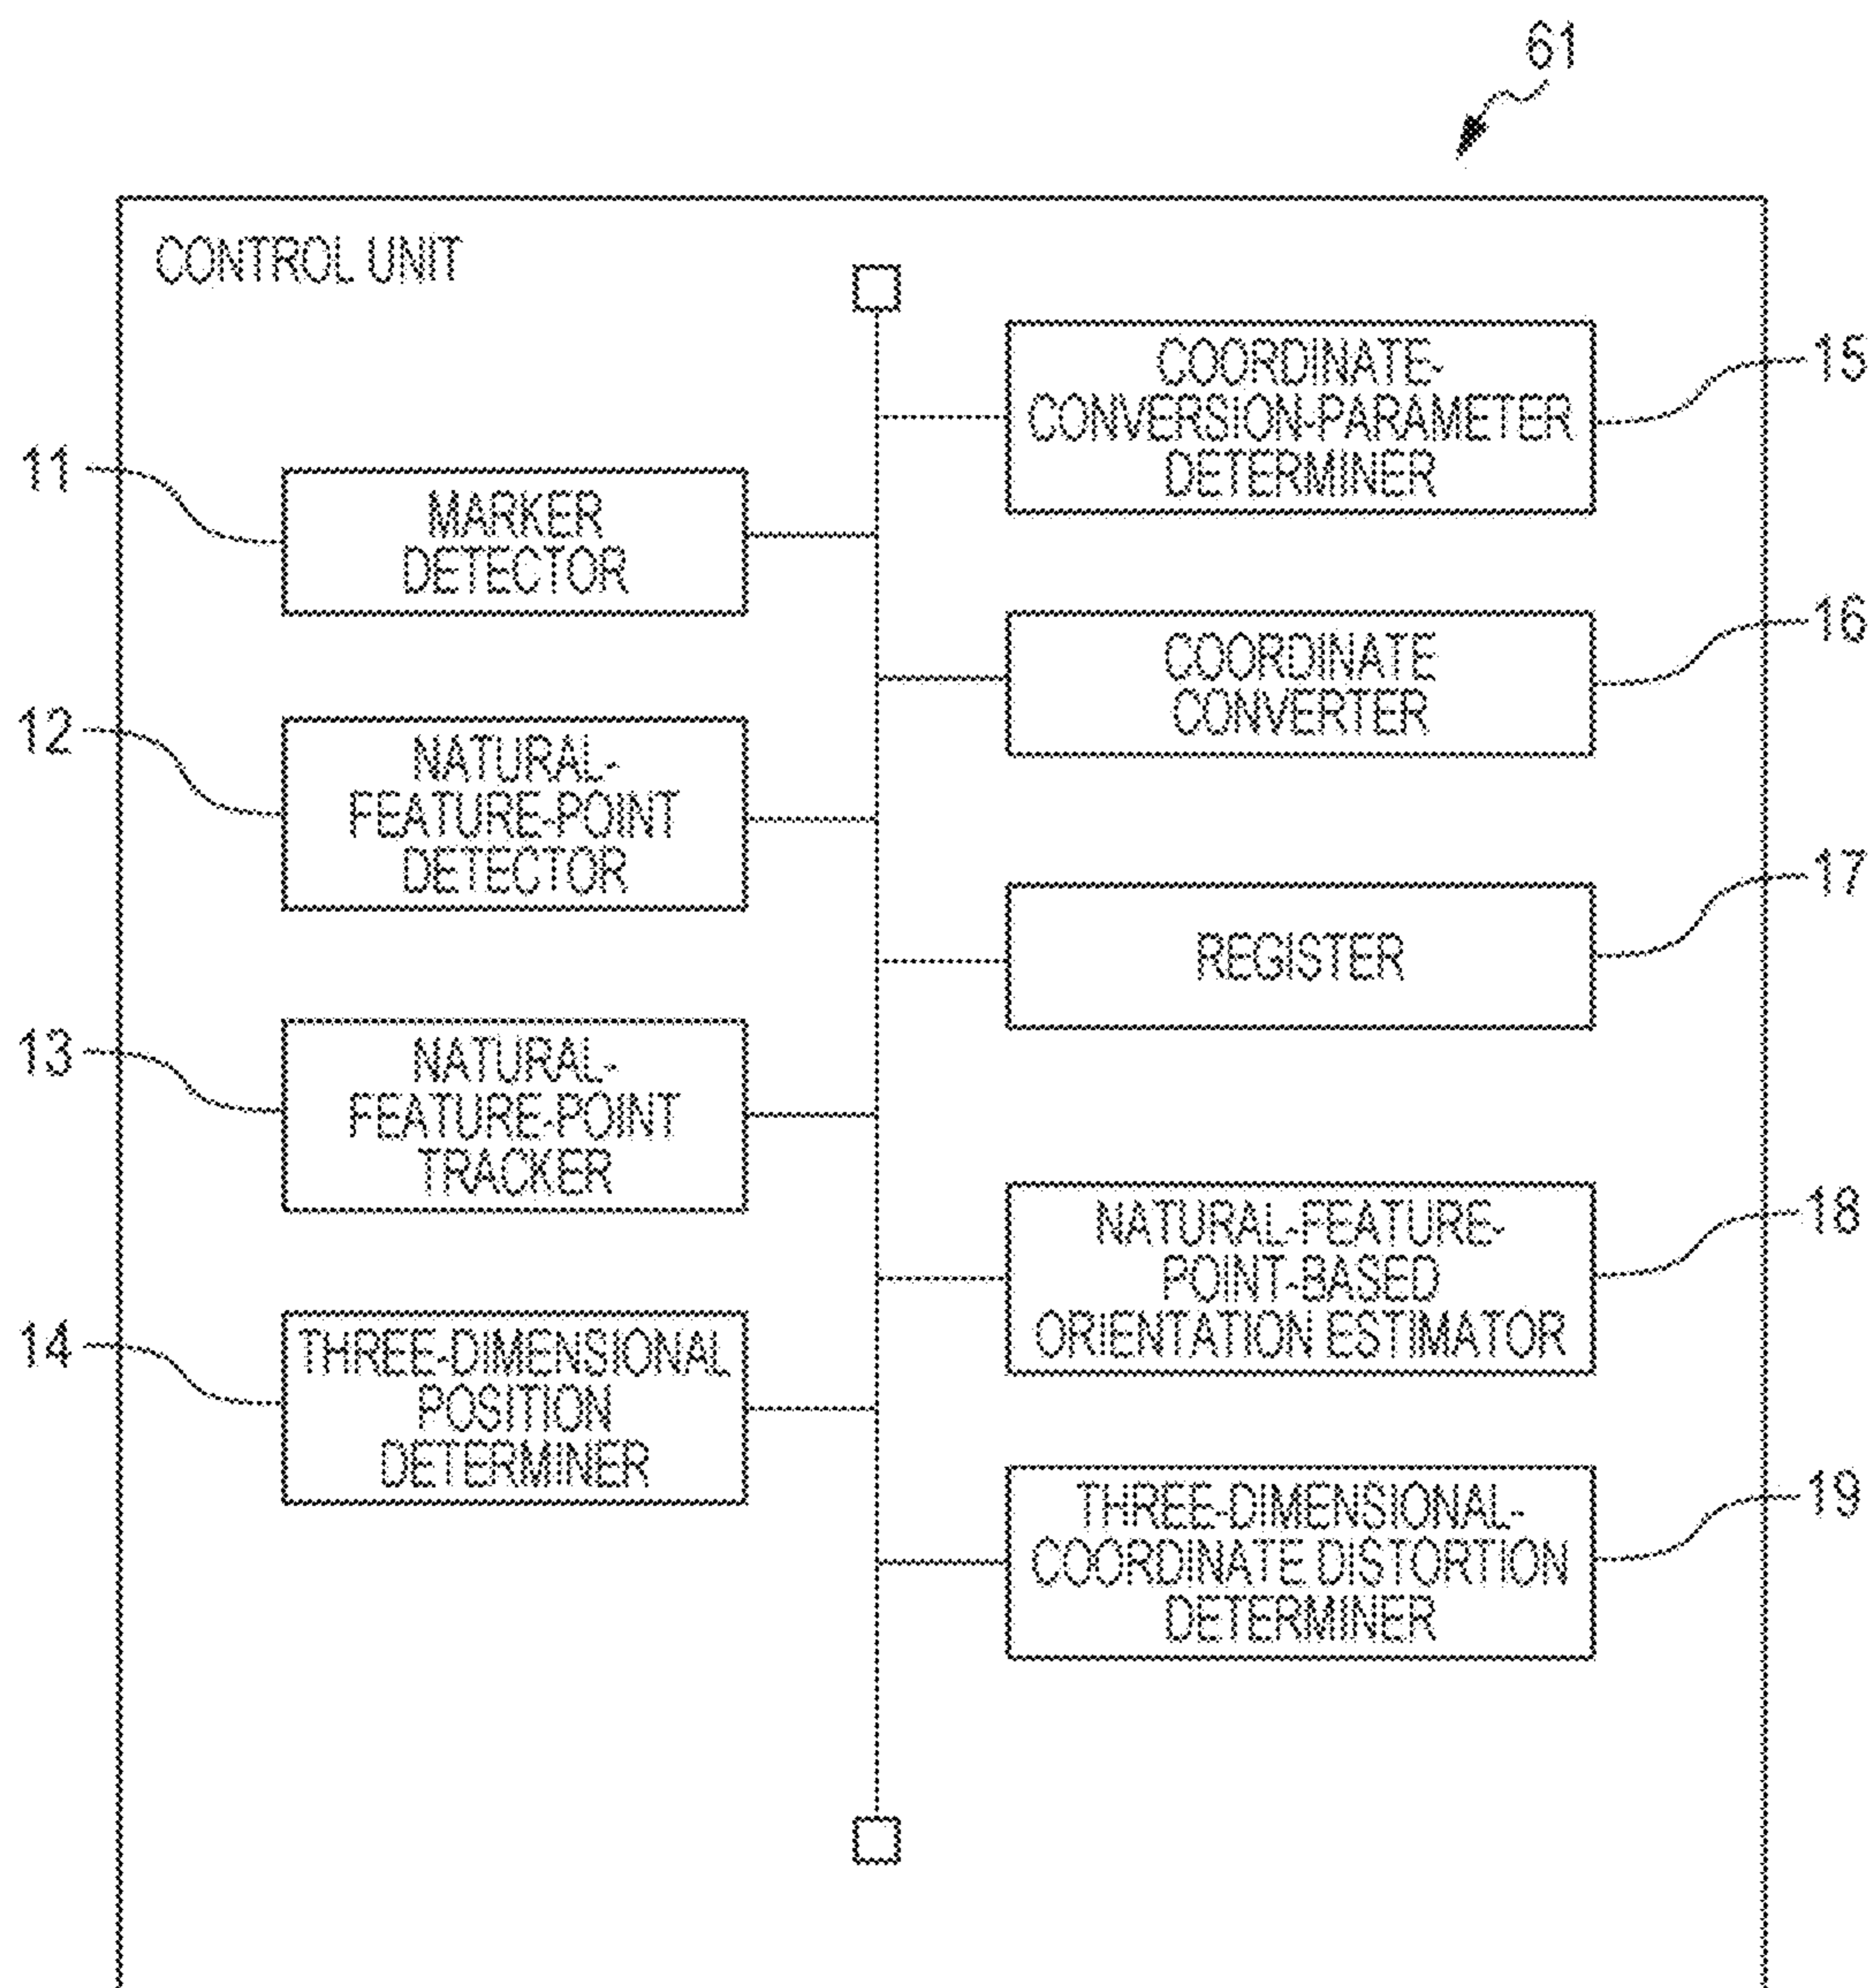 61
CONTROL UNIT
11
MARKER
DETECTOR
12
NATURAL-
FEATURE-POINT
DETECTOR
13
NATURAL-
FEATURE-POINT
TRACKER
14
THREE-DIMENSIONAL
POSITION
DETERMINER
COORDINATE-
CONVERSION-PARAMETER
DETERMINER
15
COORDINATE
CONVERTER
16
REGISTER
17
NATURAL-FEATURE-
POINT-BASED
ORIENTATION ESTIMATOR
18
THREE-DIMENSIONAL-
COORDINATE DISTORTION
DETERMINER
19